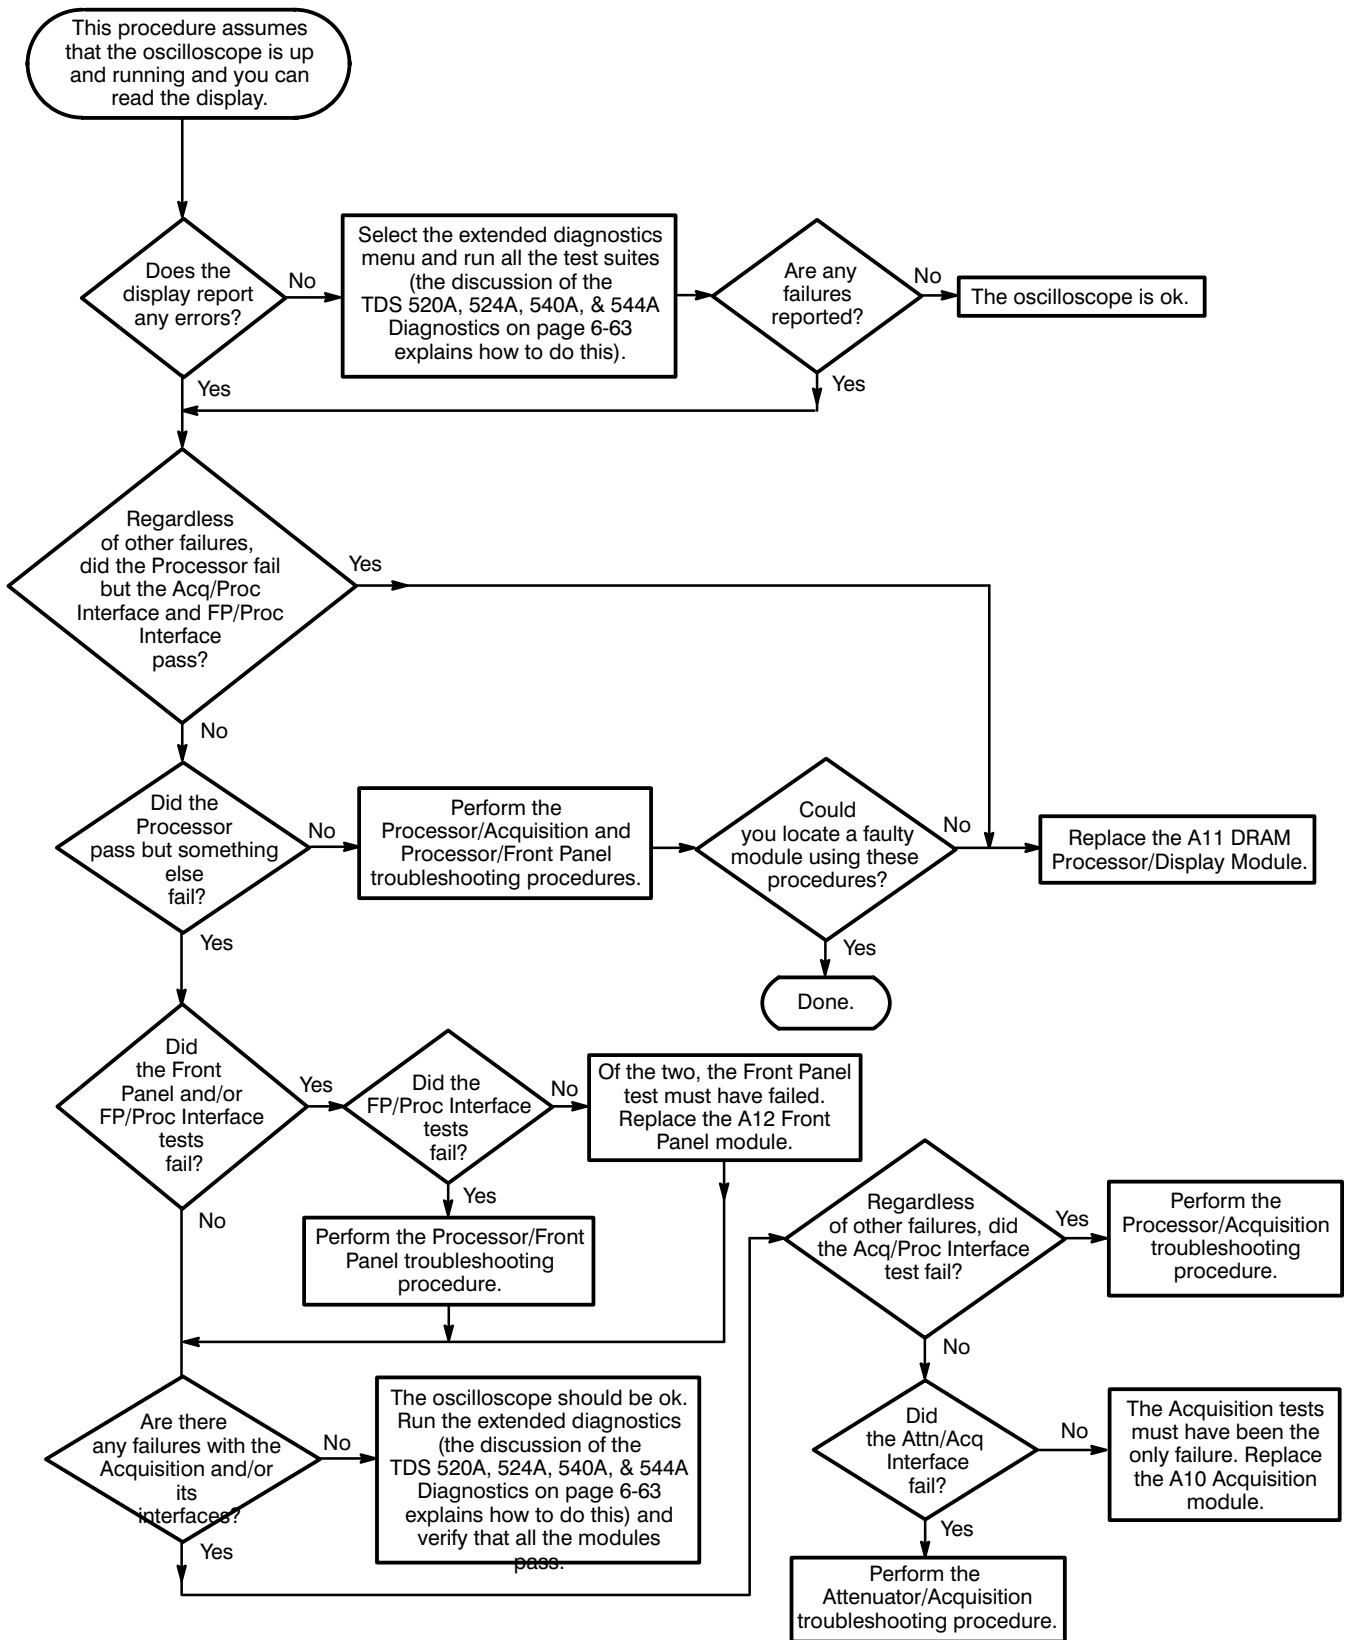 This procedure assumes
that the oscilloscope is up
and running and you can
read the display.
Does the
display report
any errors?
No
Yes
Select the extended diagnostics
menu and run all the test suites
(the discussion of the
TDS 520A, 524A, 540A, & 544A
Diagnostics on page 6-63
explains how to do this).
Are any
failures
reported?
No
Yes
The oscilloscope is ok.
Regardless
of other failures,
did the Processor fail
but the Acq/Proc
Interface and FP/Proc
Interface
pass?
Yes
No
Did the
Processor
pass but something
else
fail?
No
Yes
Perform the
Processor/Acquisition and
Processor/Front Panel
troubleshooting procedures.
Could
you locate a faulty
module using these
procedures?
No
Yes
Replace the A11 DRAM
Processor/Display Module.
Done.
Did
the Front
Panel and/or
FP/Proc Interface
tests
fail?
Yes
No
Did the
FP/Proc Interface
tests
fail?
No
Yes
Of the two, the Front Panel
test must have failed.
Replace the A12 Front
Panel module.
Perform the Processor/Front
Panel troubleshooting
procedure.
Regardless
of other failures, did
the Acq/Proc Interface
test fail?
Yes
No
Perform the
Processor/Acquisition
troubleshooting
procedure.
Are there
any failures with the
Acquisition and/or
its
interfaces?
No
Yes
The oscilloscope should be ok.
Run the extended diagnostics
(the discussion of the
TDS 520A, 524A, 540A, & 544A
Diagnostics on page 6-63
explains how to do this) and
verify that all the modules
pass.
Did
the Attn/Acq
Interface
fail?
No
Yes
The Acquisition tests
must have been the
only failure. Replace
the A10 Acquisition
module.
Perform the
Attenuator/Acquisition
troubleshooting procedure.